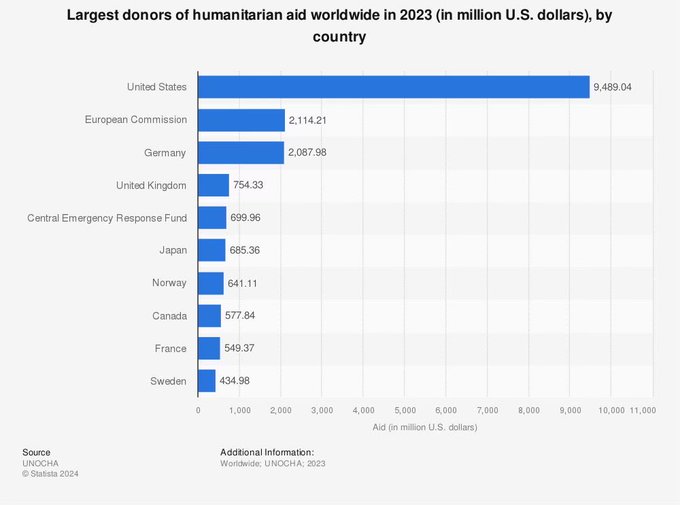 Largest donors of humanitarian aid worldwide in 2023 (in million U.S. dollars), by
country
United States 9,489.04
European Commission 2,114.21
Germany 2,087.98
United Kingdom 754.33
Central Emergency Response Fund 699.96
Japan 685.36
Norway 641.11
Canada 577.84
France 549.37
Sweden 434.98
0 1,000 2,000 3,000 4,000 5,000 6,000 7,000 8,000 9,000 10,000 11,000
Aid (in million U.S. dollars)
Source
UNOCHA
© Statista 2024
Additional Information:
Worldwide; UNOCHA; 2023